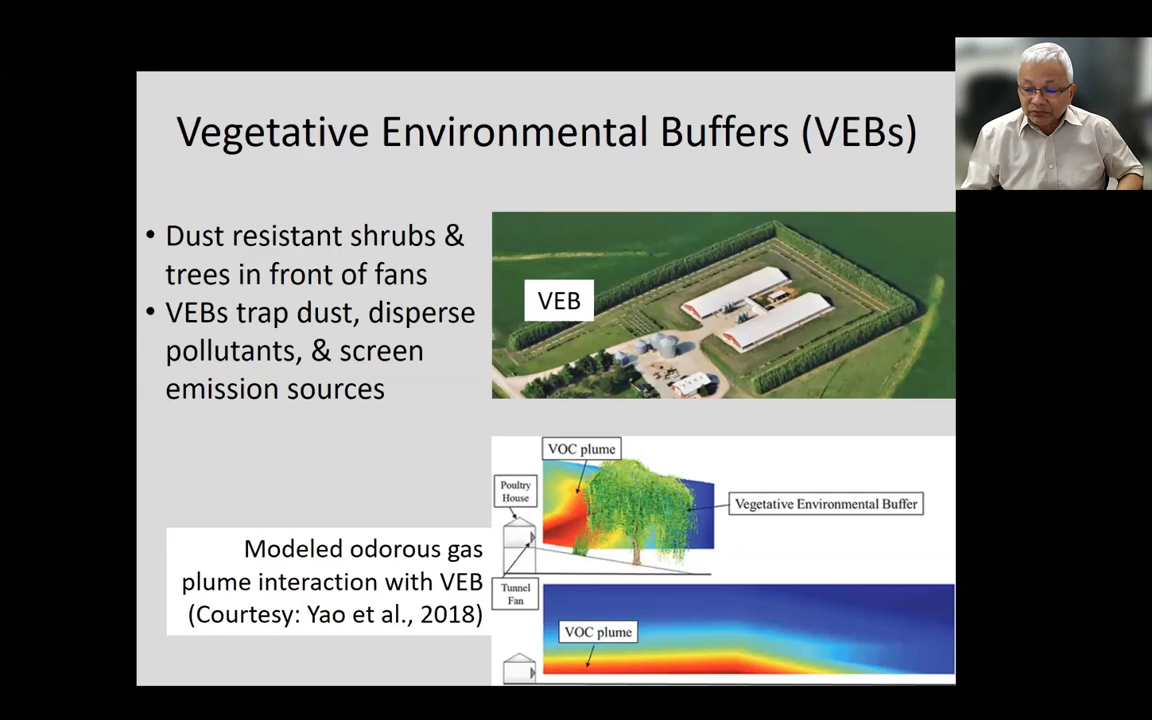 Vegetative Environmental Buffers (VEBs)
• Dust resistant shrubs &
trees in front of fans
• VEBs trap dust, disperse
pollutants, & screen
emission sources
VEB
VOC plume
Poultry
House
Vegetative Environmental Buffer
Modeled odorous gas
plume interaction with VEB
(Courtesy: Yao et al., 2018)
Tunnel
Fan
VOC plume